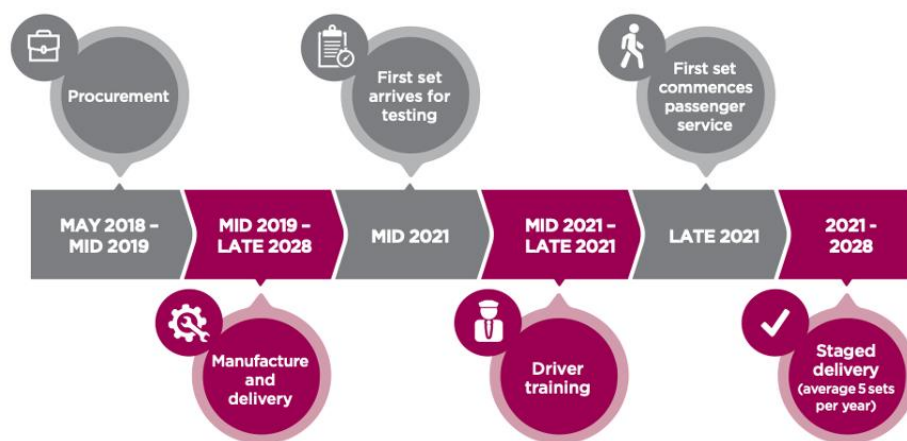 Procurement
First set
arrives for
testing
First set
commences
passenger
service
MAY 2018 –
MID 2019
MID 2019 –
LATE 2028
MID 2021
MID 2021 –
LATE 2021
LATE 2021
2021 -
2028
Manufacture
and
delivery
Driver
training
Staged
delivery
(average 5 sets
per year)